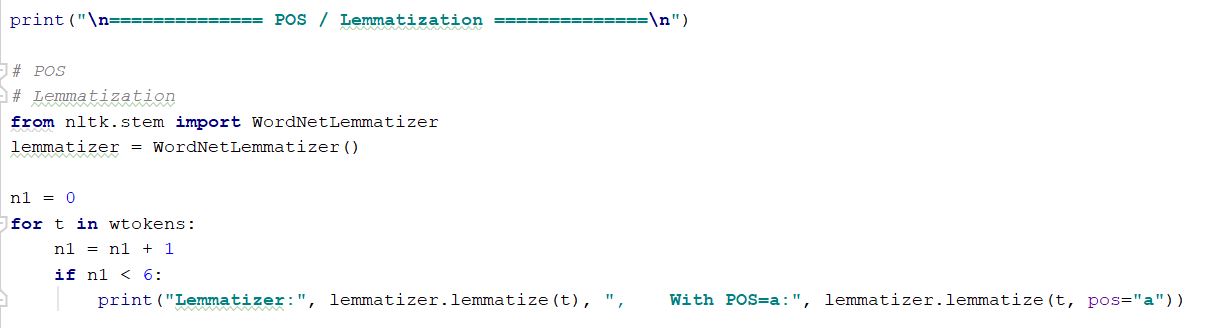 print("\n============== POS / Lemmatization ==============\n")
# POS
# Lemmatization
from nltk.stem import WordNetLemmatizer
lemmatizer = WordNetLemmatizer()
n1 = 0
for t in wtokens:
    n1 = n1 + 1
    if n1 < 6:
        print("Lemmatizer:", lemmatizer.lemmatize(t), ",    With POS=a:", lemmatizer.lemmatize(t, pos="a"))